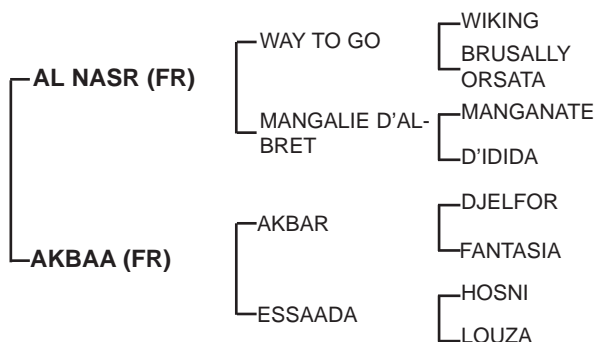 WIKING
WAY TO GO
BRUSALLY
ORSATA
AL NASR (FR)
MANGALIE D'AL-
BRET
MANGANATE
D'IDIDA
DJELFOR
AKBAR
FANTASIA
AKBAA (FR)
HOSNI
ESSAADA
LOUZA